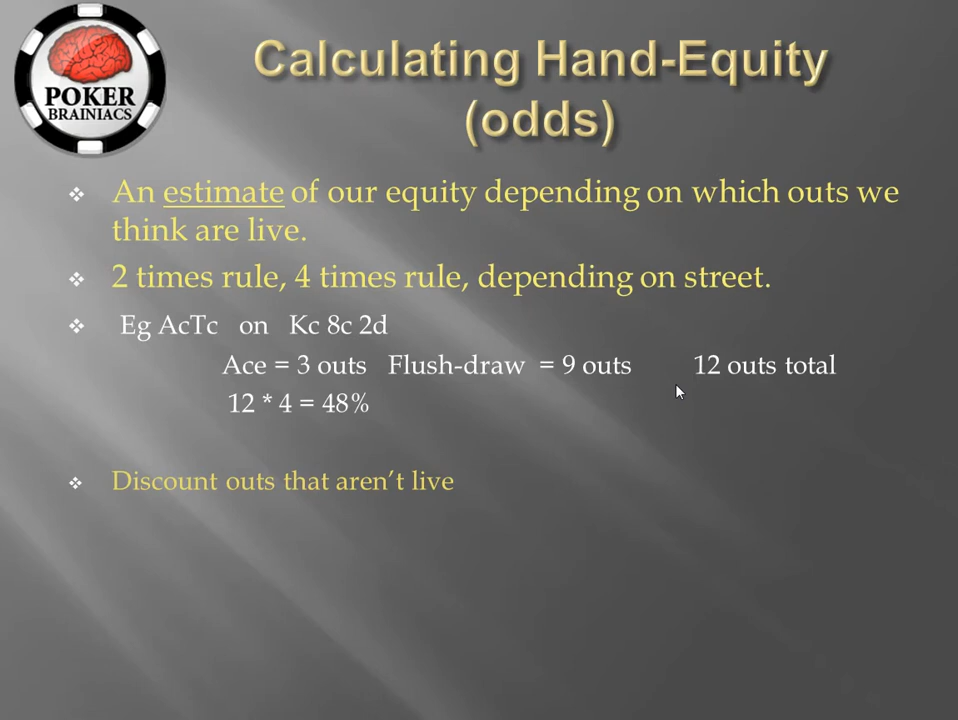 POKER
BRAINIACS
Calculating Hand-Equity
(odds)
An estimate of our equity depending on which outs we
think are live.
2 times rule, 4 times rule, depending on street.
Eg AcTc on Kc 8c 2d
Ace = 3 outs Flush-draw = 9 outs 12 outs total
12 * 4 = 48%
Discount outs that aren't live